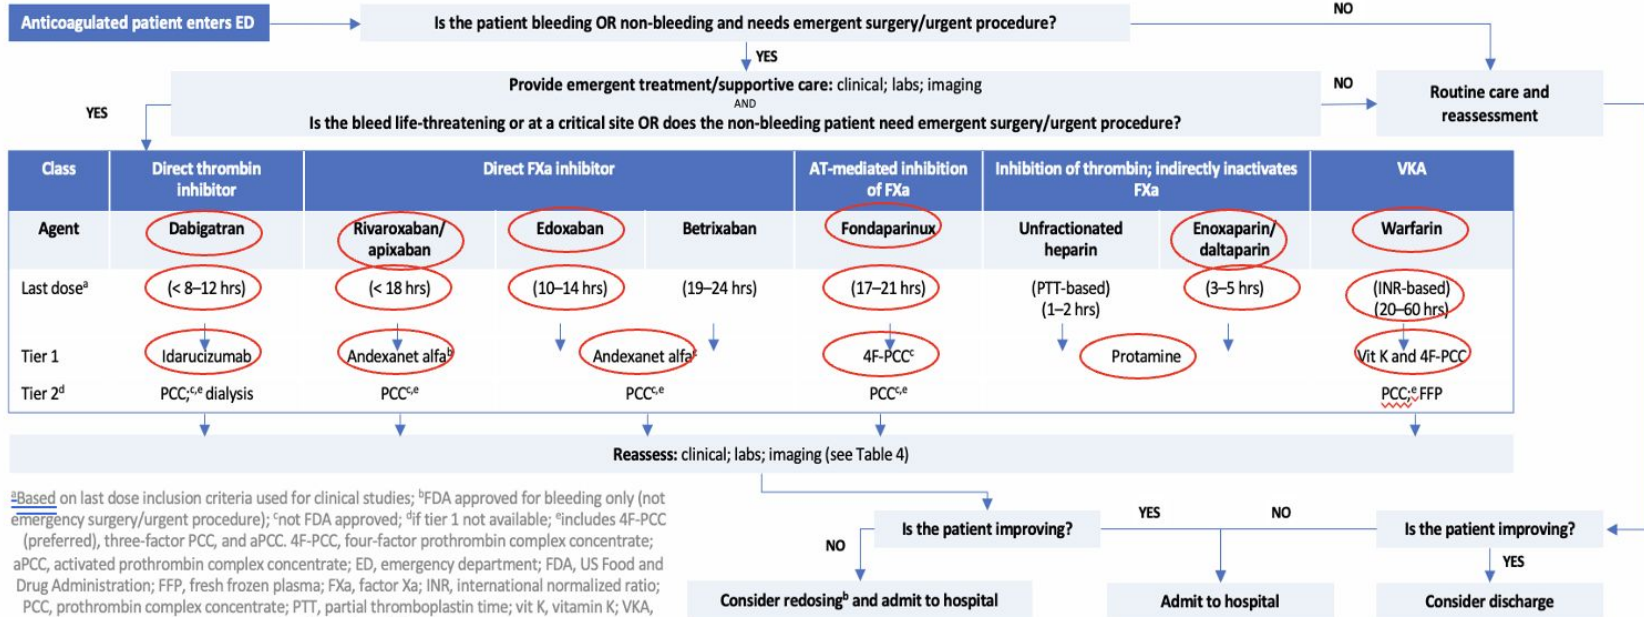 Anticoagulated patient enters ED
Is the patient bleeding OR non-bleeding and needs emergent surgery/urgent procedure?
NO
YES
Provide emergent treatment/supportive care: clinical; labs; imaging
AND
Is the bleed life-threatening or at a critical site OR does the non-bleeding patient need emergent surgery/urgent procedure?
YES
NO
Routine care and
reassessment
Class
Direct thrombin
inhibitor
Direct FXa inhibitor
AT-mediated inhibition
of FXa
Inhibition of thrombin; indirectly inactivates
FXa
VKA
Agent
Dabigatran
Rivaroxaban/
apixaban
Edoxaban
Betrixaban
Fondaparinux
Unfractionated
heparin
Enoxaparin/
daltaparin
Warfarin
Last doseᵃ
(< 8–12 hrs)
(< 18 hrs)
(10–14 hrs)
(19–24 hrs)
(17–21 hrs)
(PTT-based)
(1–2 hrs)
(3–5 hrs)
(INR-based)
(20–60 hrs)
Tier 1
Idarucizumab
Andexanet alfaᵇ
Andexanet alfaᶜ
4F-PCCᶜ
Protamine
Vit K and 4F-PCC
Tier 2ᵈ
PCC;ᶜ,ᵉ dialysis
PCCᶜ,ᵉ
PCCᶜ,ᵉ
PCCᶜ,ᵉ
PCC;ᵉ FFP
Reassess: clinical; labs; imaging (see Table 4)
ᵃBased on last dose inclusion criteria used for clinical studies; ᵇFDA approved for bleeding only (not
emergency surgery/urgent procedure); ᶜnot FDA approved; ᵈif tier 1 not available; ᵉincludes 4F-PCC
(preferred), three-factor PCC, and aPCC. 4F-PCC, four-factor prothrombin complex concentrate;
aPCC, activated prothrombin complex concentrate; ED, emergency department; FDA, US Food and
Drug Administration; FFP, fresh frozen plasma; FXa, factor Xa; INR, international normalized ratio;
PCC, prothrombin complex concentrate; PTT, partial thromboplastin time; vit K, vitamin K; VKA,
Is the patient improving?
YES
NO
Is the patient improving?
NO
YES
Consider redosingᵇ and admit to hospital
Admit to hospital
Consider discharge